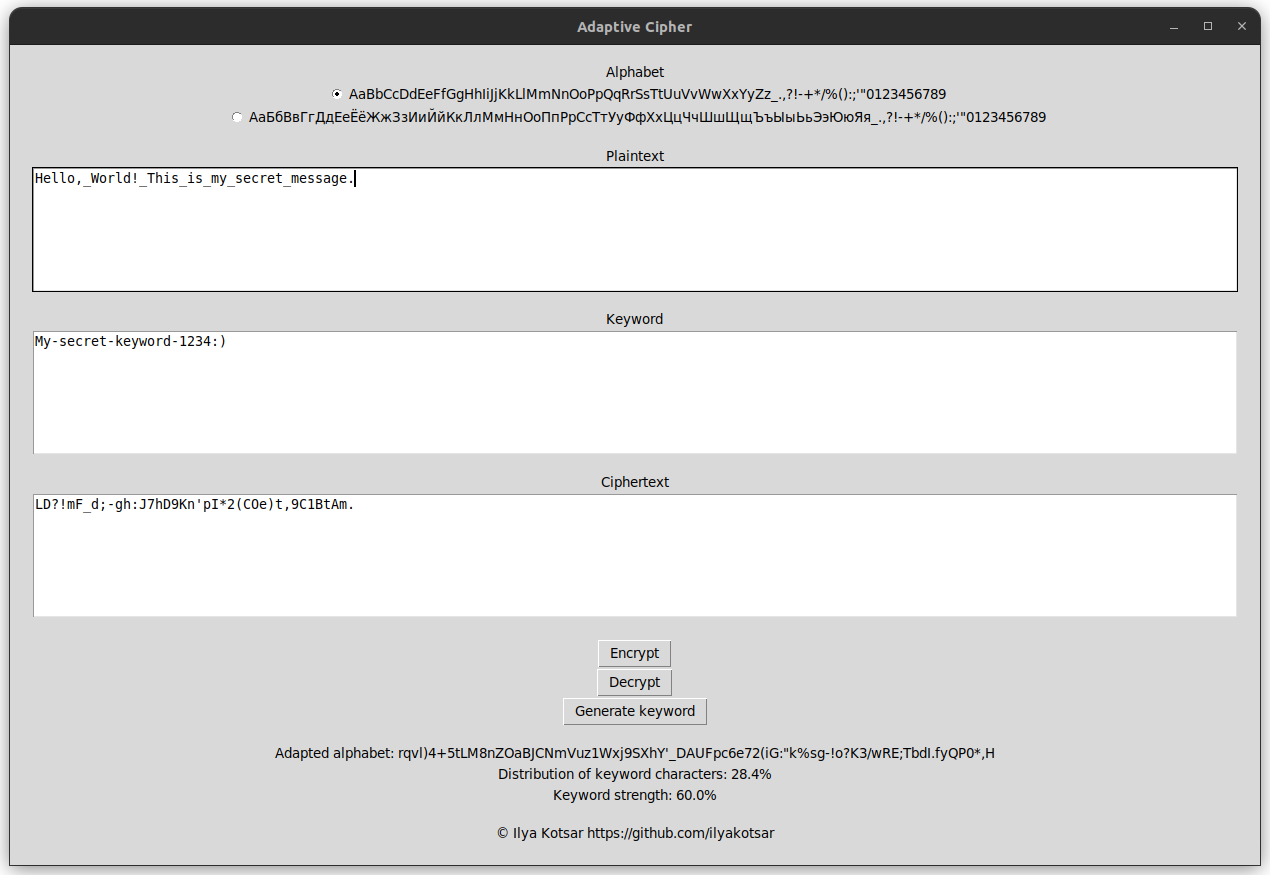 Adaptive Cipher
Alphabet
AaBbCcDdEeFfGgHhIiJjKkLlMmNnOoPpQqRrSsTtUuVvWwXxYyZz_.,?!-+*/%():;'"0123456789
АаБбВвГгДдЕеЁёЖжЗзИиЙйКкЛлМмНнОоПпРрСсТтУуФфХхЦцЧчШшЩщЪъЫыЬьЭэЮюЯя_.,?!-+*/%():;'"0123456789
Plaintext
Hello,_World!_This_is_my_secret_message.
Keyword
My-secret-keyword-1234:)
Ciphertext
LD?!mF_d;-gh:J7hD9Kn'pI*2(COe)t,9C1BtAm.
Encrypt
Decrypt
Generate keyword
Adapted alphabet: rqvl)4+5tLM8nZOaBJCNmVuz1Wxj9SXhY'_DAUFpc6e72(iG:"k%sg-!o?K3/wRE;TbdI.fyQP0*,H
Distribution of keyword characters: 28.4%
Keyword strength: 60.0%
© Ilya Kotsar https://github.com/ilyakotsar